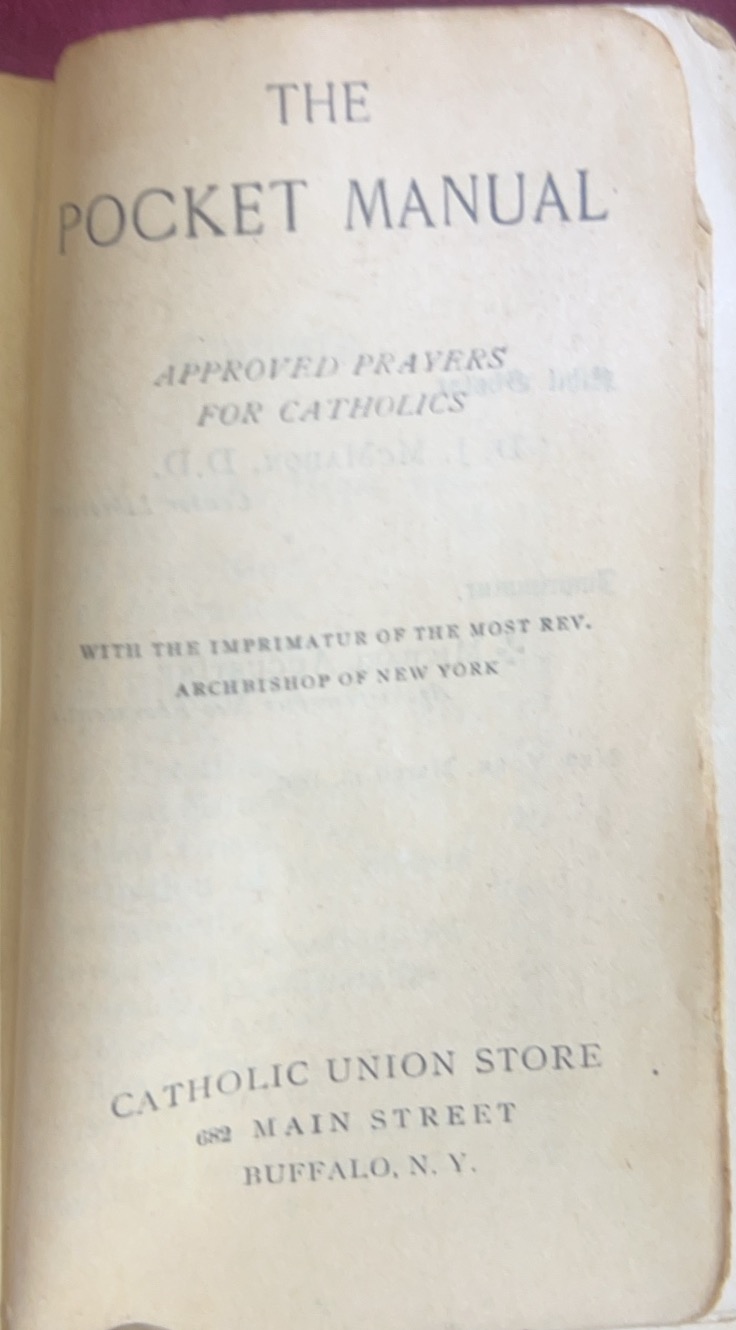 THE
POCKET MANUAL
APPROVED PRAYERS
FOR CATHOLICS
D. J. McMAHON, D.D.
WITH THE IMPRIMATUR OF THE MOST REV.
ARCHBISHOP OF NEW YORK
CATHOLIC UNION STORE
682 MAIN STREET
BUFFALO, N. Y.